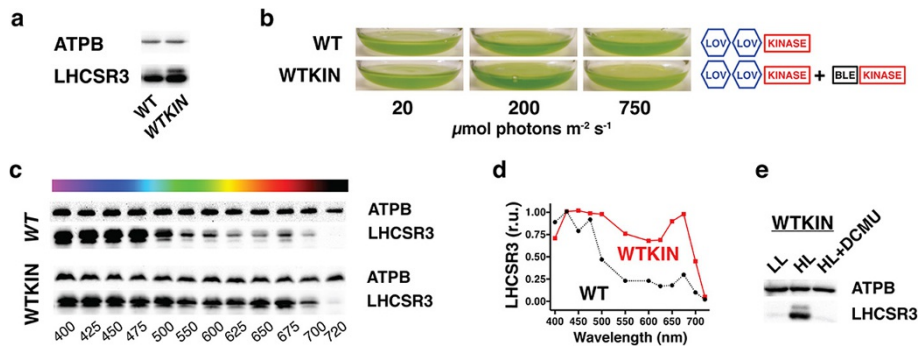 a
ATPB
LHCSR3
WT
WTKIN
b
WT
WTKIN
20 200 750
µmol photons m⁻² s⁻¹
LOV LOV KINASE
LOV LOV KINASE + BLE KINASE
c
WT
ATPB
LHCSR3
WTKIN
ATPB
LHCSR3
400 425 450 475 500 550 600 625 650 675 700 720
d
LHCSR3 (r.u.)
1.00
0.75
0.50
0.25
0.00
WTKIN
WT
400 450 500 550 600 650 700
Wavelength (nm)
e
WTKIN
LL HL HL+DCMU
ATPB
LHCSR3